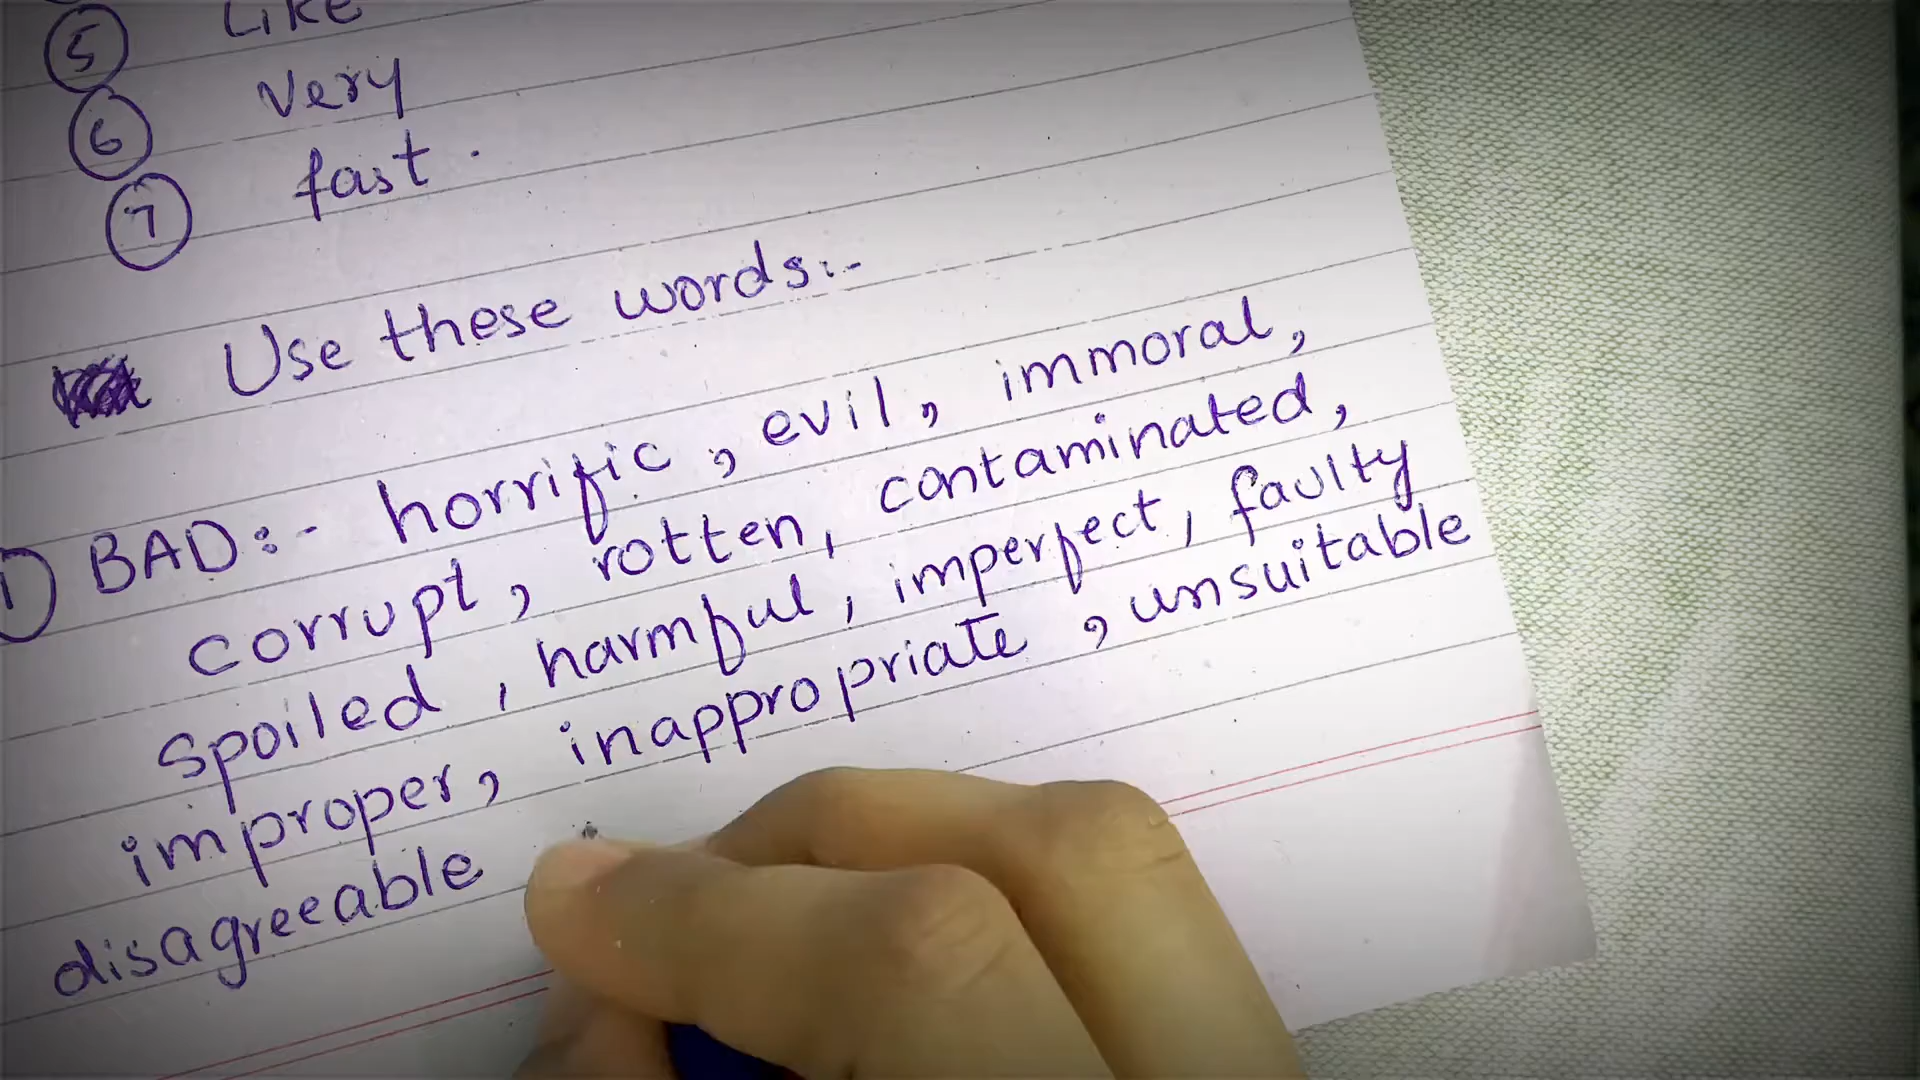 5 Like
6 very
7 fast.
Use these words:-
1) BAD:- horrific, evil, immoral,
corrupt, rotten, contaminated,
spoiled, harmful, imperfect, faulty
improper, inappropriate, unsuitable
disagreeable